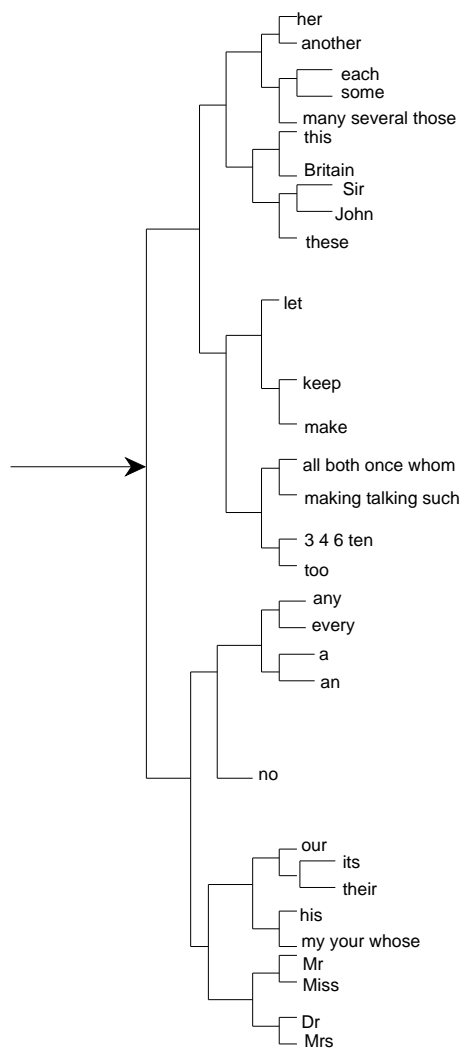 her
another
each
some
many several those
this
Britain
Sir
John
these
let
keep
make
all both once whom
making talking such
3 4 6 ten
too
any
every
a
an
no
our
its
their
his
my your whose
Mr
Miss
Dr
Mrs